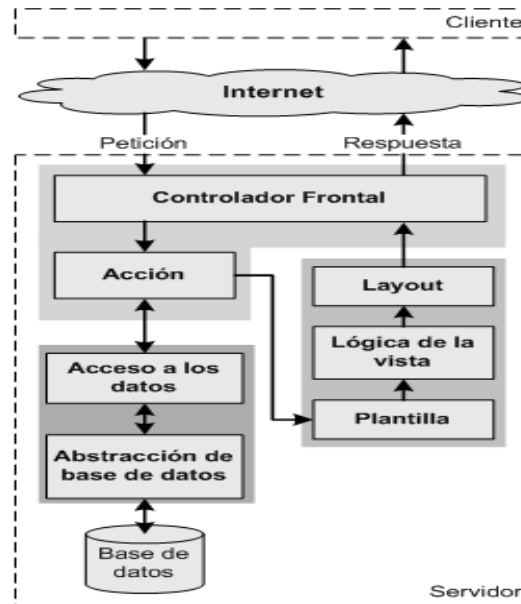 Cliente
Internet
Petición
Respuesta
Controlador Frontal
Acción
Layout
Lógica de la
vista
Plantilla
Acceso a los
datos
Abstracción de
base de datos
Base de
datos
Servidor